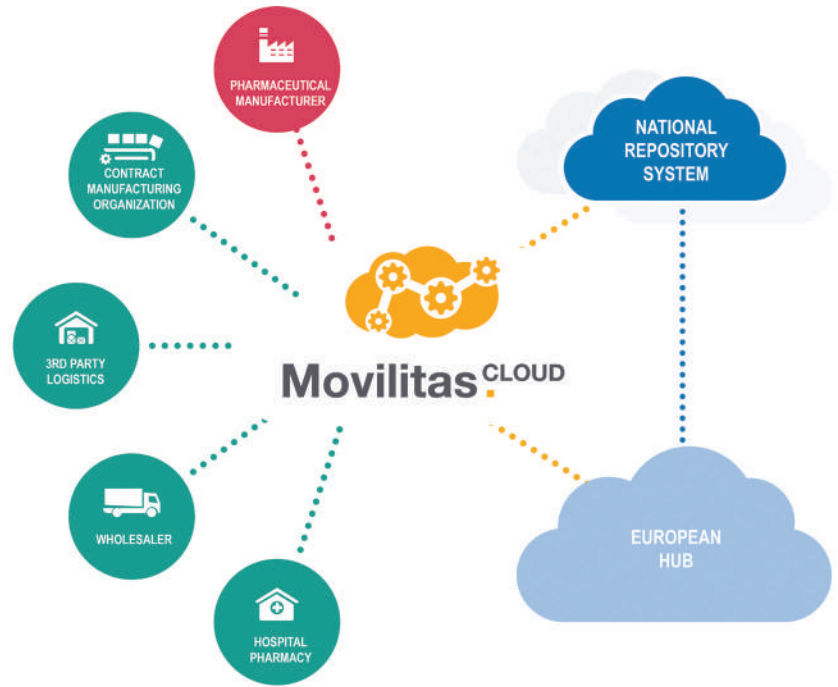 PHARMACEUTICAL
MANUFACTURER
CONTRACT
MANUFACTURING
ORGANIZATION
3RD PARTY
LOGISTICS
WHOLESALER
HOSPITAL
PHARMACY
Movilitas.CLOUD
NATIONAL
REPOSITORY
SYSTEM
EUROPEAN
HUB